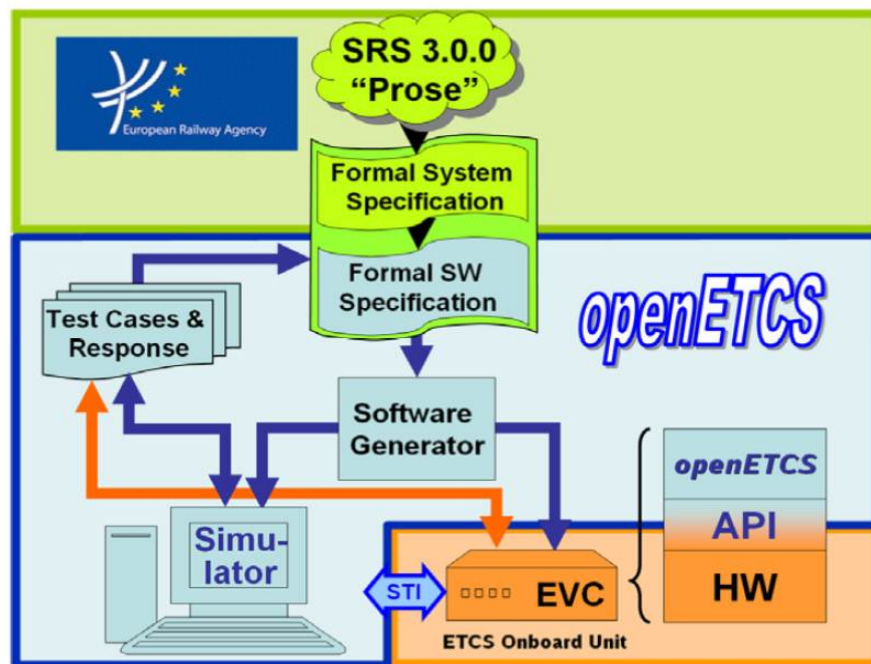 SRS 3.0.0
“Prose”
European Railway Agency
Formal System
Specification
Formal SW
Specification
Test Cases &
Response
openETCS
Software
Generator
openETCS
API
HW
Simu-
lator
STI
EVC
ETCS Onboard Unit